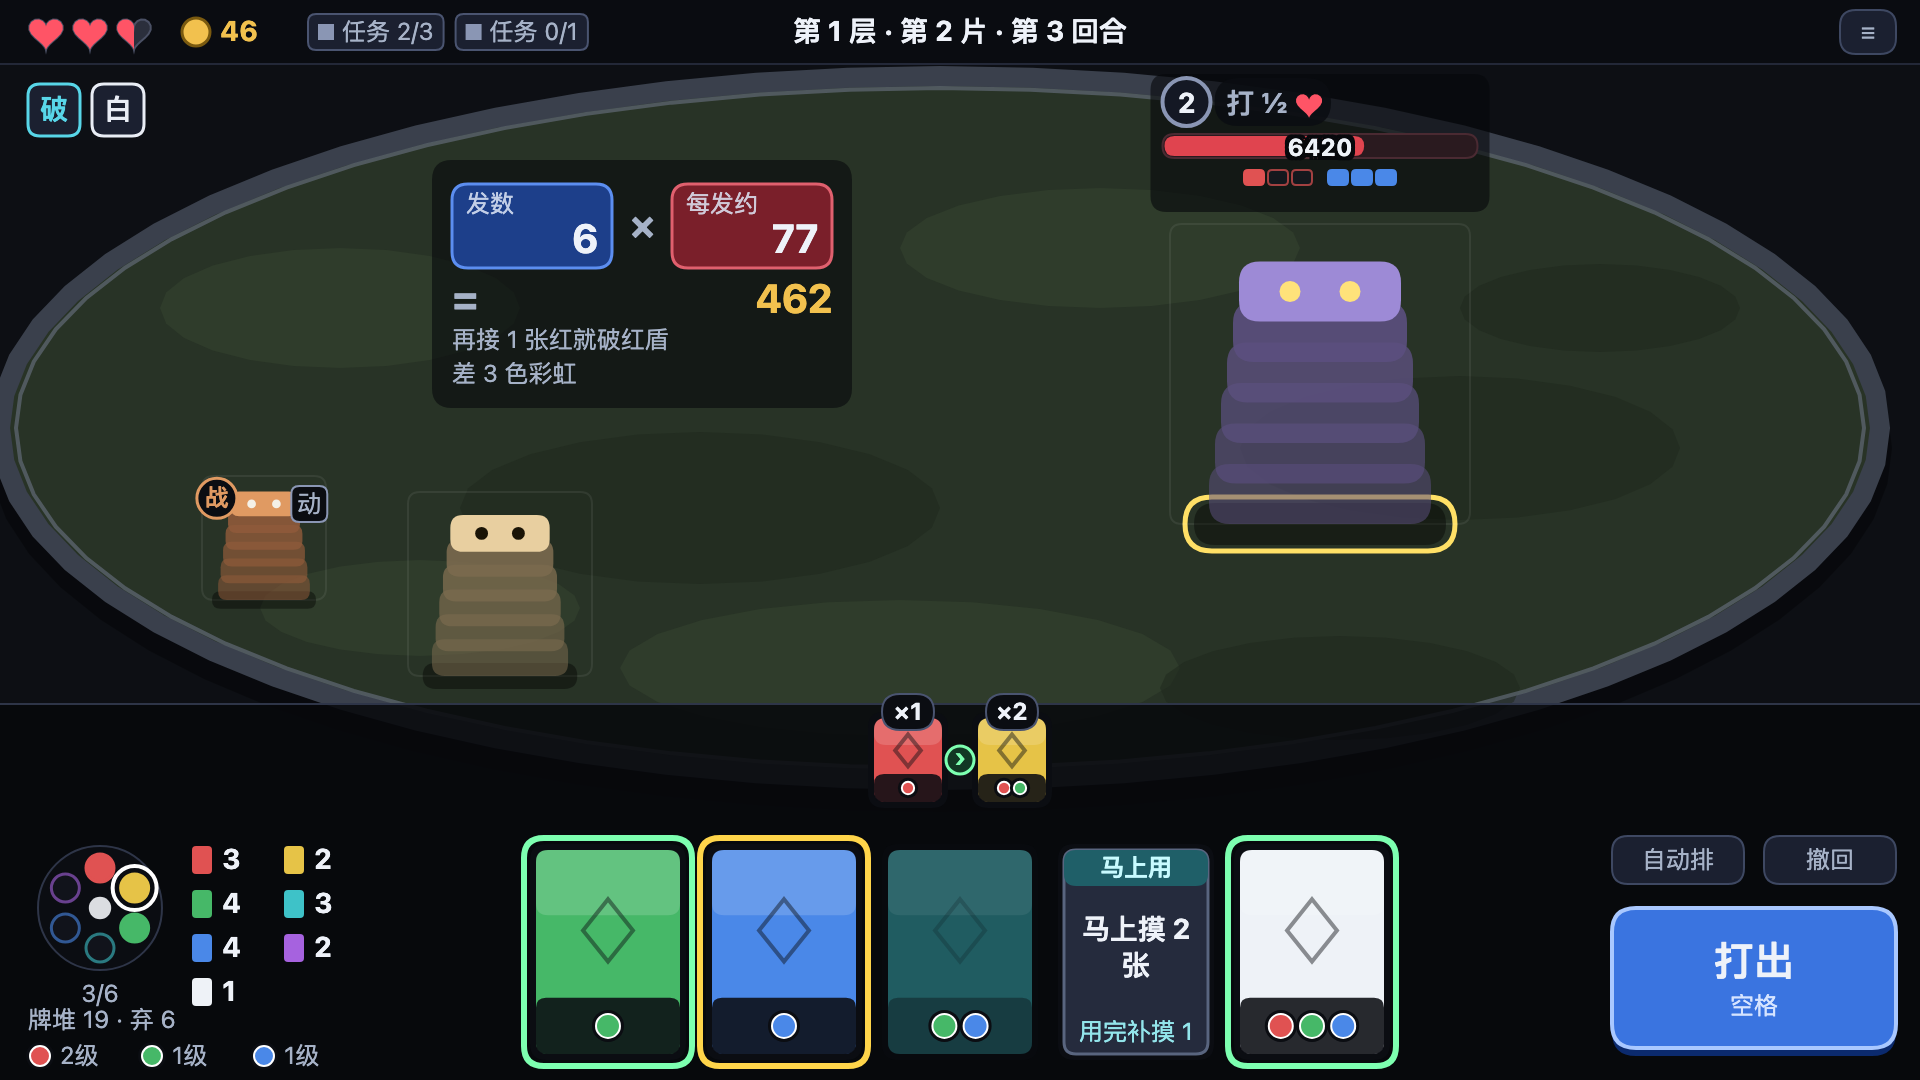 46
任务 2/3
任务 0/1
第 1 层 · 第 2 片 · 第 3 回合
≡
破
白
2
打 ½
6420
发数
6
×
每发约
77
=
462
再接 1 张红就破红盾
差 3 色彩虹
战
动
×1
×2
3/6
3
2
4
3
4
2
1
牌堆 19 · 弃 6
2级
1级
1级
马上用
马上摸 2
张
用完补摸 1
自动排
撤回
打出
空格